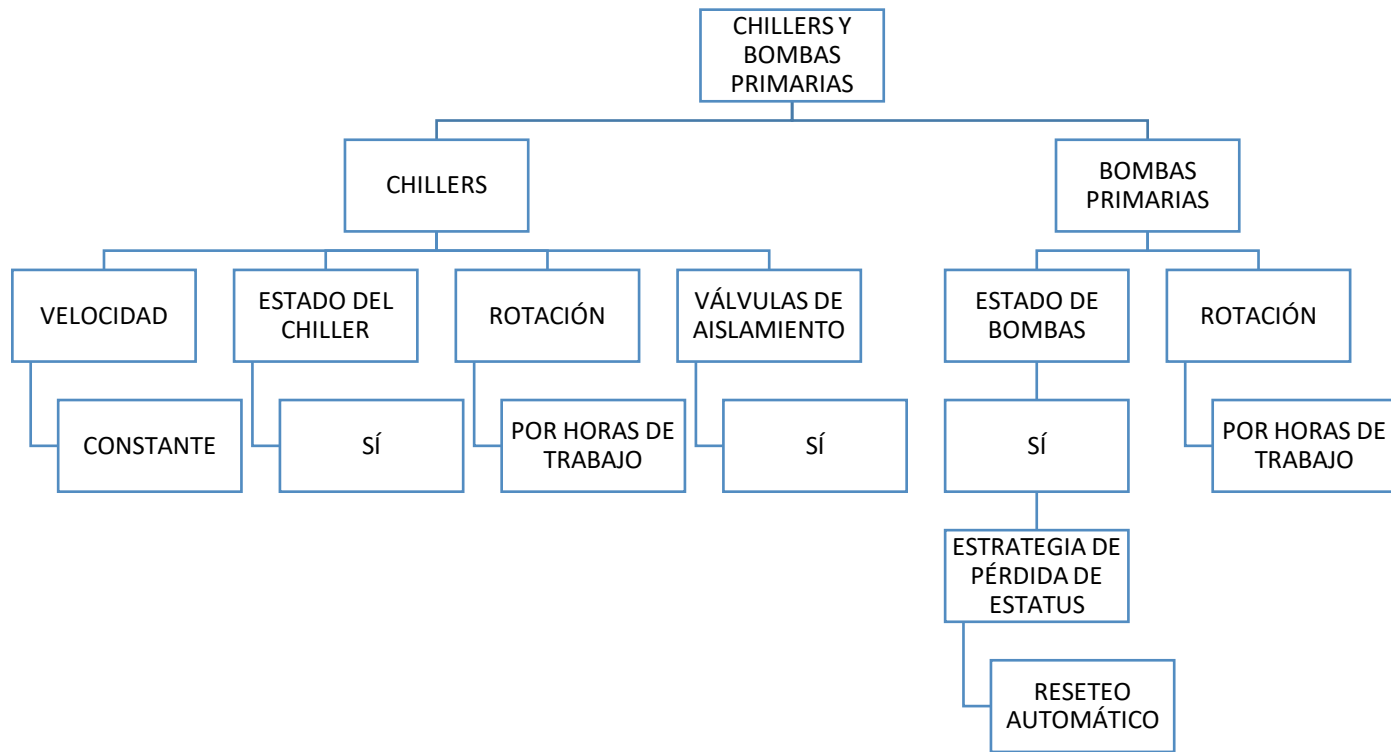 CHILLERS Y
BOMBAS
PRIMARIAS
CHILLERS
BOMBAS
PRIMARIAS
VELOCIDAD
ESTADO DEL
CHILLER
ROTACIÓN
VÁLVULAS DE
AISLAMIENTO
ESTADO DE
BOMBAS
ROTACIÓN
CONSTANTE
SÍ
POR HORAS DE
TRABAJO
SÍ
SÍ
POR HORAS DE
TRABAJO
ESTRATEGIA DE
PÉRDIDA DE
ESTATUS
RESETEO
AUTOMÁTICO